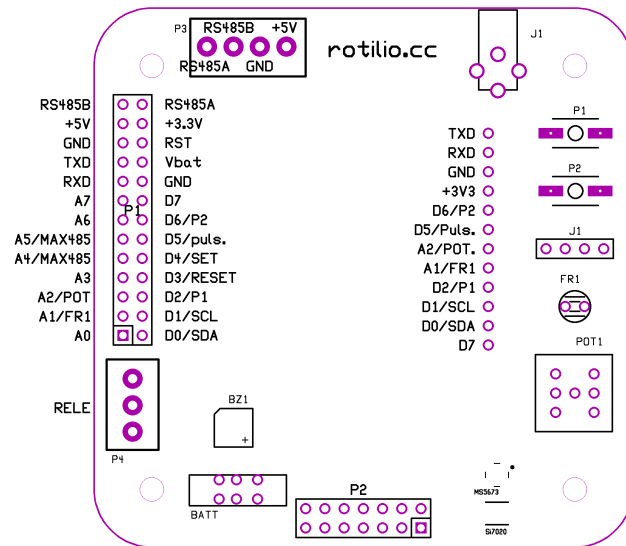 P3 RS485B +5V
RS485A GND
rotilio.cc
J1
RS485B RS485A
+5V +3.3V
GND RST
TXD Vbat
RXD GND
A7 D7
P1
A6 D6/P2
A5/MAX485 D5/puls.
A4/MAX485 D4/SET
A3 D3/RESET
A2/POT D2/P1
A1/FR1 D1/SCL
A0 D0/SDA
TXD
RXD
GND
+3V3
D6/P2
D5/Puls.
A2/POT.
A1/FR1
D2/P1
D1/SCL
D0/SDA
D7
P1
P2
J1
FR1
POT1
RELE
P4
BZ1
+
BATT
P2
MS5673
Si7020